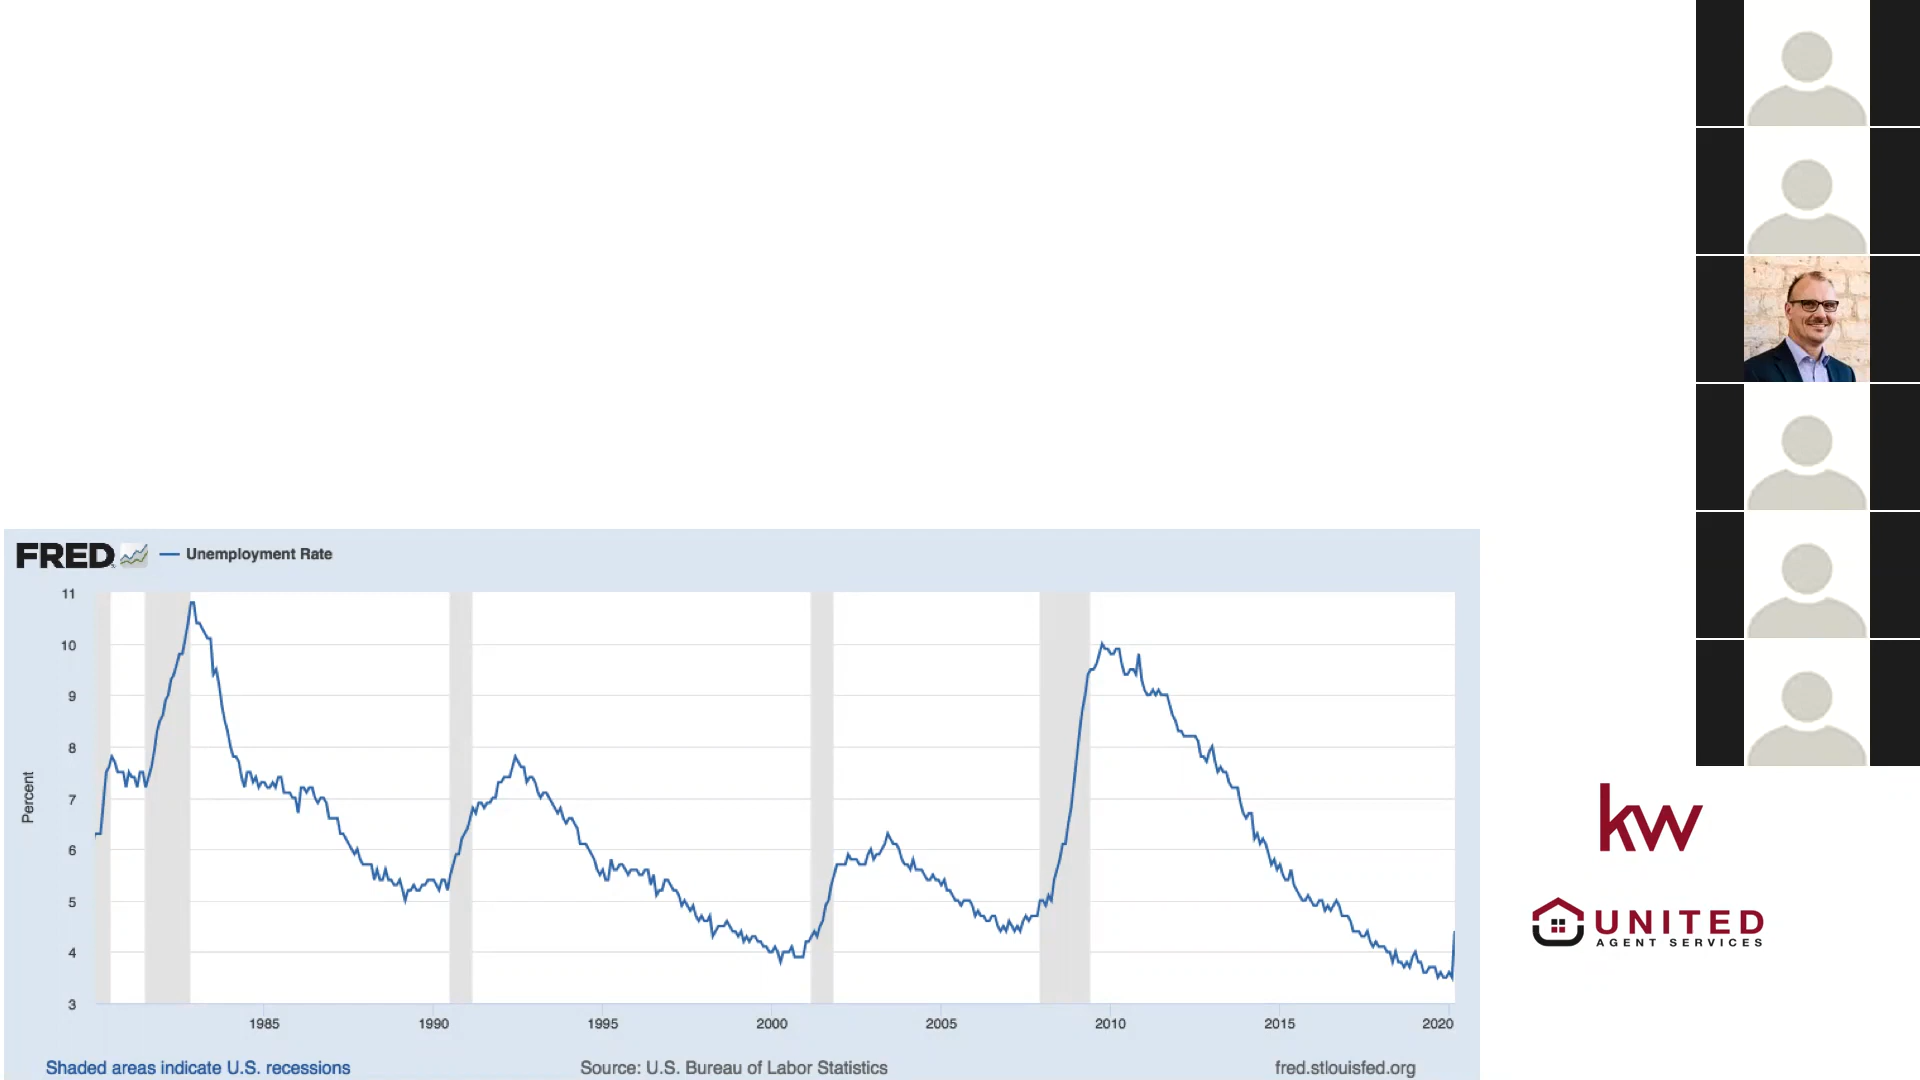 FRED
Unemployment Rate
11
10
9
8
7
6
5
4
3
Percent
1985 1990 1995 2000 2005 2010 2015 2020
Shaded areas indicate U.S. recessions Source: U.S. Bureau of Labor Statistics fred.stlouisfed.org
kw
UNITED
AGENT SERVICES